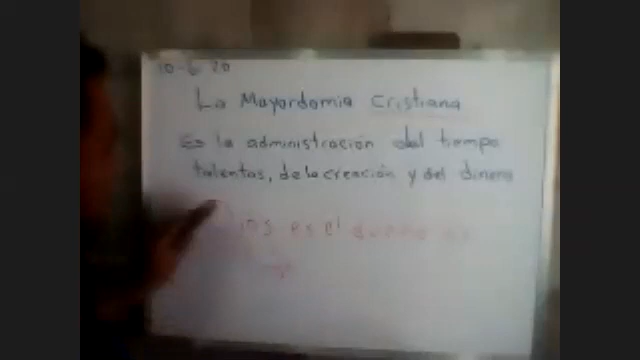 10-6-20
La Mayordomia Cristiana
Es la administración del tiempo
talentos, de la creación y del dinero
es el